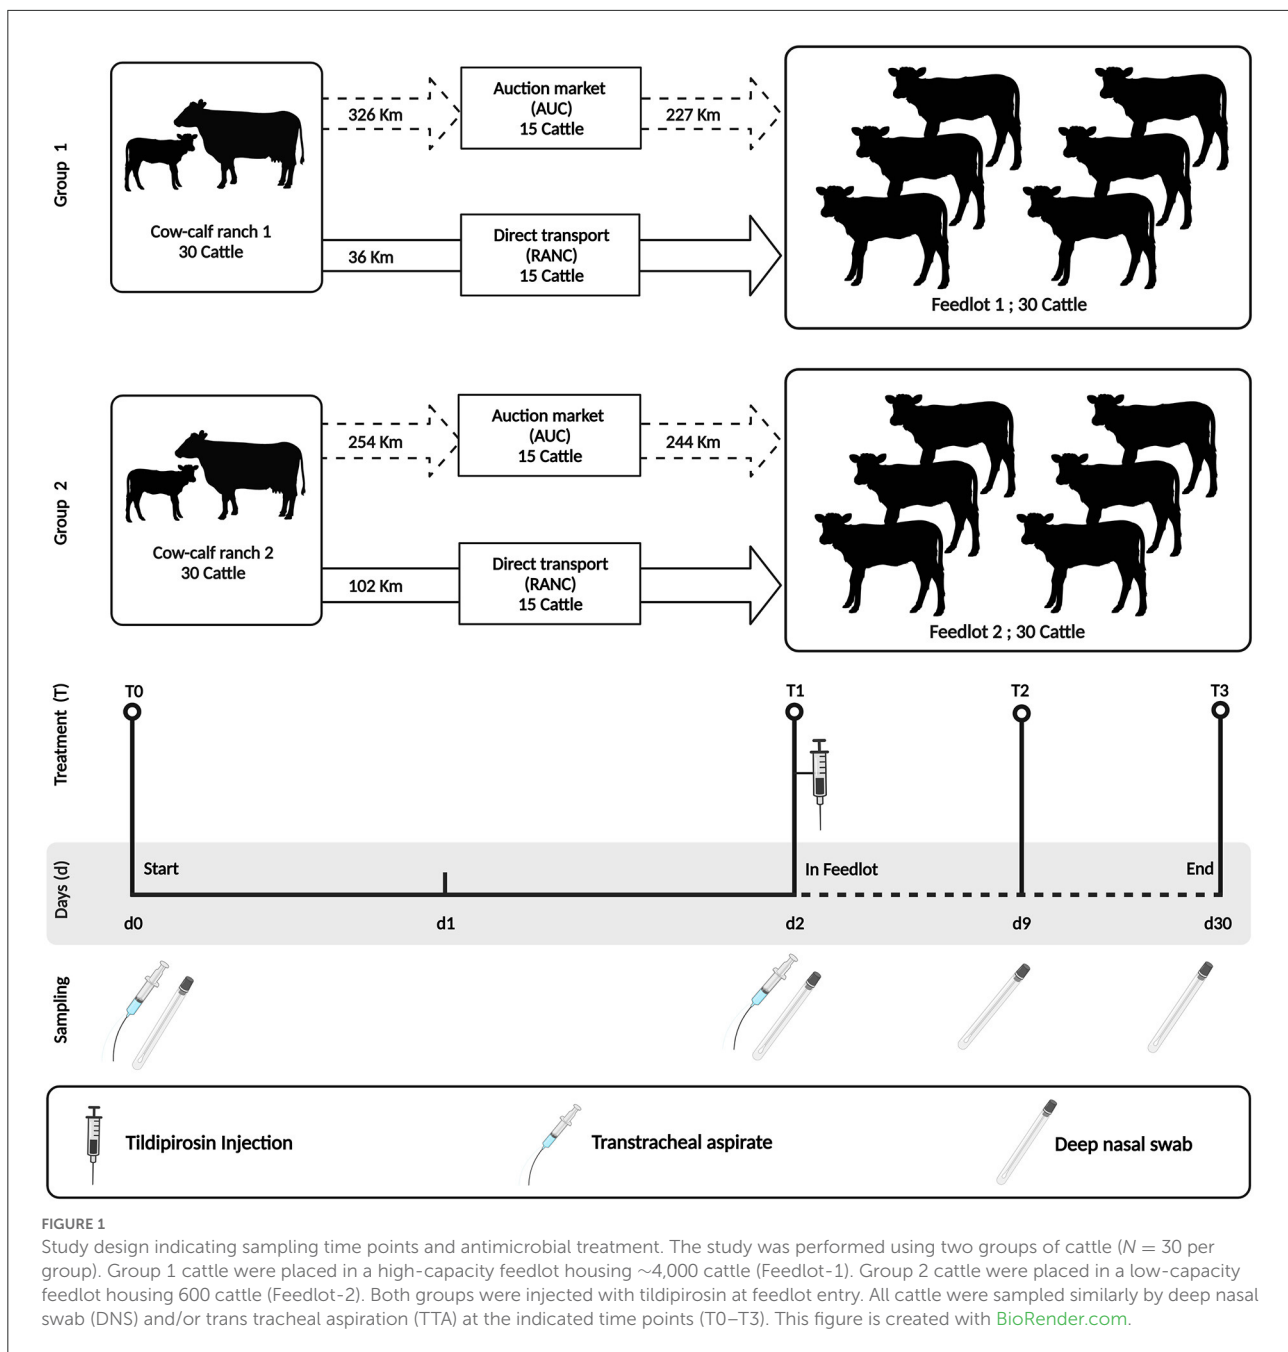 Group 1
Cow-calf ranch 1
30 Cattle
326 Km
Auction market
(AUC)
15 Cattle
227 Km
36 Km
Direct transport
(RANC)
15 Cattle
Feedlot 1 ; 30 Cattle
Group 2
Cow-calf ranch 2
30 Cattle
254 Km
Auction market
(AUC)
15 Cattle
244 Km
102 Km
Direct transport
(RANC)
15 Cattle
Feedlot 2 ; 30 Cattle
Treatment (T)
T0
T1
T2
T3
Days (d)
Start
In Feedlot
End
d0
d1
d2
d9
d30
Sampling
Tildipirosin Injection
Transtracheal aspirate
Deep nasal swab
FIGURE 1
Study design indicating sampling time points and antimicrobial treatment. The study was performed using two groups of cattle (N = 30 per
group). Group 1 cattle were placed in a high-capacity feedlot housing ~4,000 cattle (Feedlot-1). Group 2 cattle were placed in a low-capacity
feedlot housing 600 cattle (Feedlot-2). Both groups were injected with tildipirosin at feedlot entry. All cattle were sampled similarly by deep nasal
swab (DNS) and/or trans tracheal aspiration (TTA) at the indicated time points (T0–T3). This figure is created with BioRender.com.